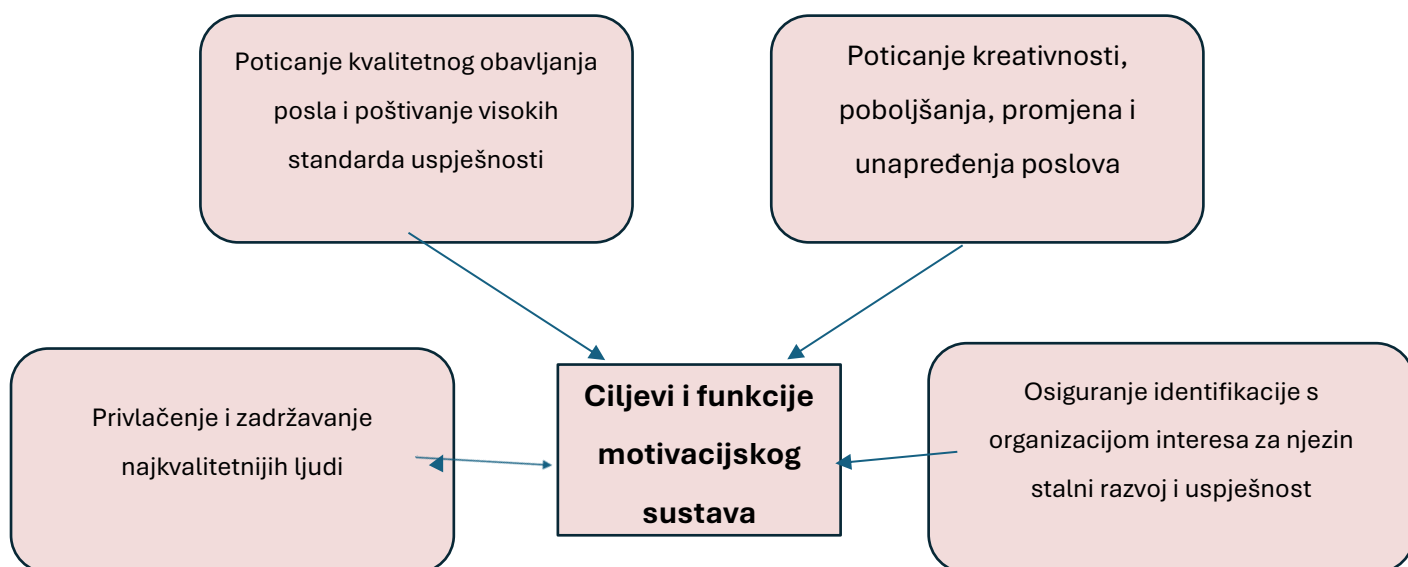 Poticanje kvalitetnog obavljanja
posla i poštivanje visokih
standarda uspješnosti
Poticanje kreativnosti,
poboljšanja, promjena i
unapređenja poslova
Privlačenje i zadržavanje
najkvalitetnijih ljudi
Ciljevi i funkcije
motivacijskog
sustava
Osiguranje identifikacije s
organizacijom interesa za njezin
stalni razvoj i uspješnost